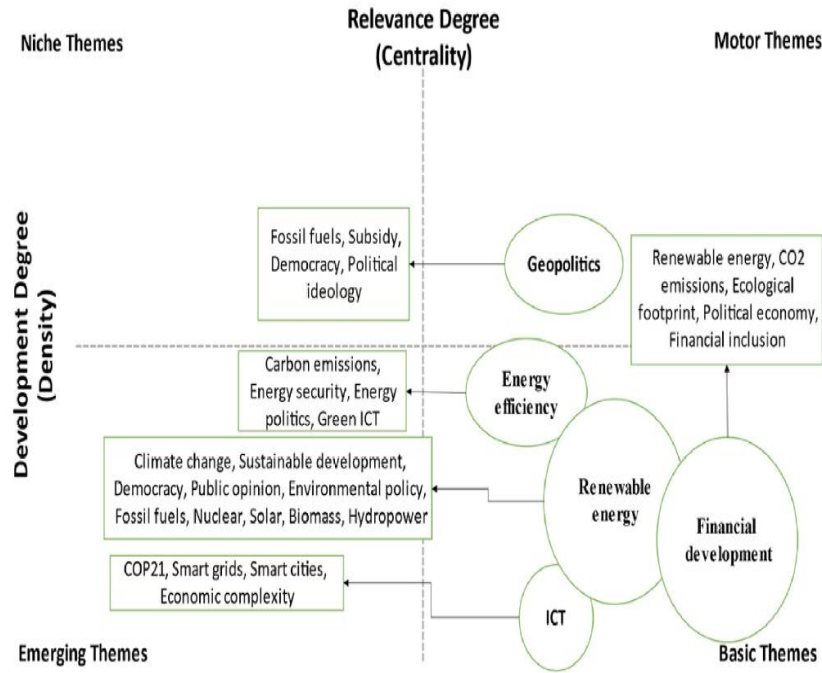 Relevance Degree
(Centrality)
Niche Themes
Motor Themes
Development Degree
(Density)
Fossil fuels, Subsidy,
Democracy, Political
ideology
Geopolitics
Renewable energy, CO2
emissions, Ecological
footprint, Political economy,
Financial inclusion
Carbon emissions,
Energy security, Energy
politics, Green ICT
Energy
efficiency
Climate change, Sustainable development,
Democracy, Public opinion, Environmental policy,
Fossil fuels, Nuclear, Solar, Biomass, Hydropower
Renewable
energy
Financial
development
COP21, Smart grids, Smart cities,
Economic complexity
ICT
Emerging Themes
Basic Themes